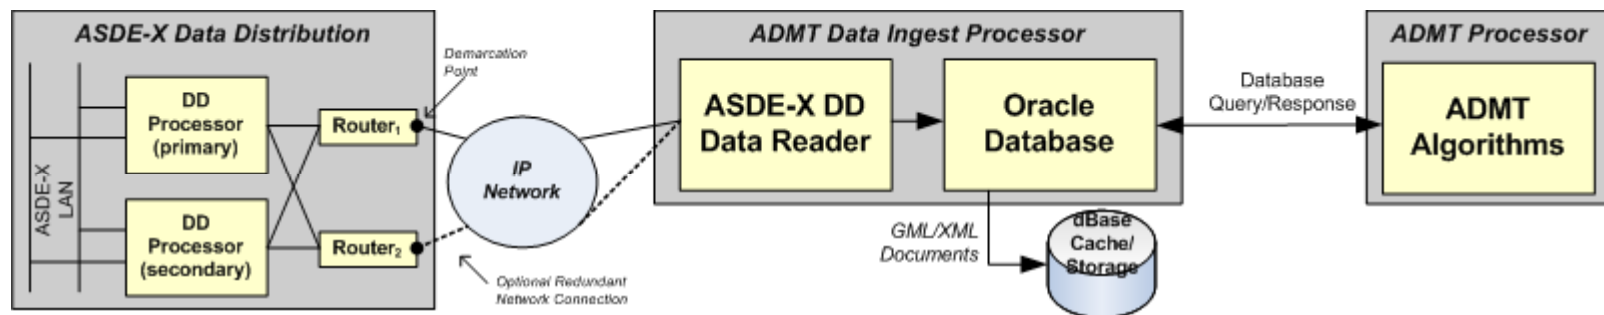 ASDE-X Data Distribution
ASDE-X
LAN
DD
Processor
(primary)
DD
Processor
(secondary)
Router₁
Router₂
Demarcation
Point
IP
Network
Optional Redundant
Network Connection
ADMT Data Ingest Processor
ASDE-X DD
Data Reader
Oracle
Database
GML/XML
Documents
dBase
Cache/
Storage
Database
Query/Response
ADMT Processor
ADMT
Algorithms